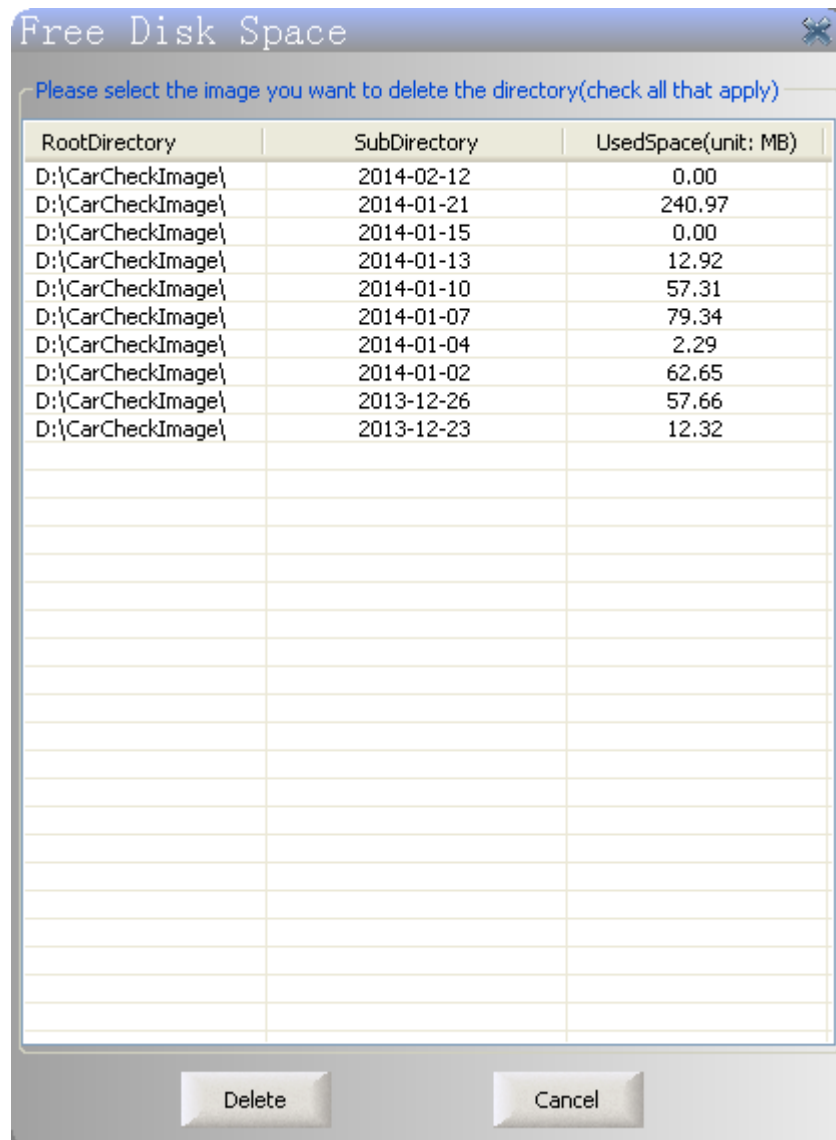 Free Disk Space
Please select the image you want to delete the directory(check all that apply)
RootDirectory SubDirectory UsedSpace(unit: MB)
D:\CarCheckImage\ 2014-02-12 0.00
D:\CarCheckImage\ 2014-01-21 240.97
D:\CarCheckImage\ 2014-01-15 0.00
D:\CarCheckImage\ 2014-01-13 12.92
D:\CarCheckImage\ 2014-01-10 57.31
D:\CarCheckImage\ 2014-01-07 79.34
D:\CarCheckImage\ 2014-01-04 2.29
D:\CarCheckImage\ 2014-01-02 62.65
D:\CarCheckImage\ 2013-12-26 57.66
D:\CarCheckImage\ 2013-12-23 12.32
Delete Cancel